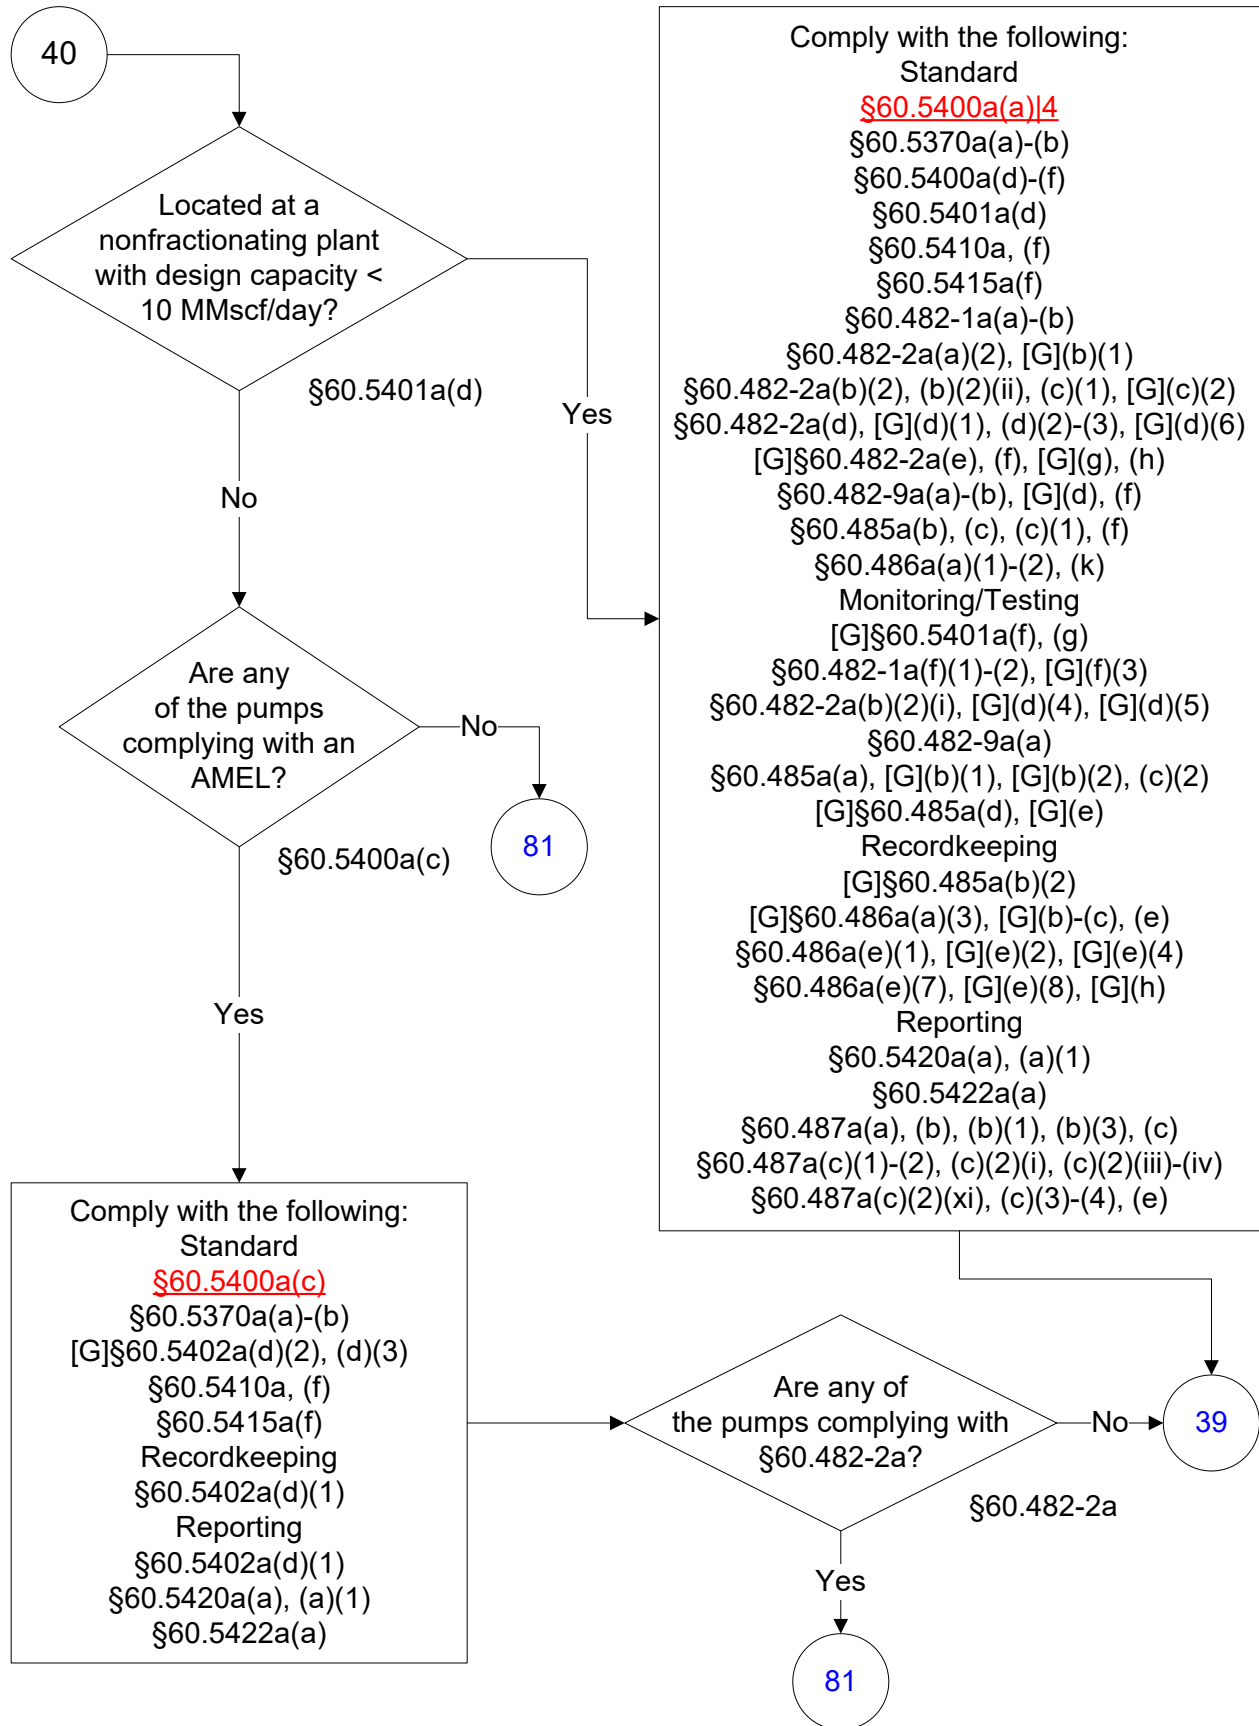 40
Located at a
nonfractionating plant
with design capacity <
10 MMscf/day?
§60.5401a(d)
Yes
No
Are any
of the pumps
complying with an
AMEL?
§60.5400a(c)
No
81
Yes
Comply with the following:
Standard
§60.5400a(a)|4
§60.5370a(a)-(b)
§60.5400a(d)-(f)
§60.5401a(d)
§60.5410a, (f)
§60.5415a(f)
§60.482-1a(a)-(b)
§60.482-2a(a)(2), [G](b)(1)
§60.482-2a(b)(2), (b)(2)(ii), (c)(1), [G](c)(2)
§60.482-2a(d), [G](d)(1), (d)(2)-(3), [G](d)(6)
[G]§60.482-2a(e), (f), [G](g), (h)
§60.482-9a(a)-(b), [G](d), (f)
§60.485a(b), (c), (c)(1), (f)
§60.486a(a)(1)-(2), (k)
Monitoring/Testing
[G]§60.5401a(f), (g)
§60.482-1a(f)(1)-(2), [G](f)(3)
§60.482-2a(b)(2)(i), [G](d)(4), [G](d)(5)
§60.482-9a(a)
§60.485a(a), [G](b)(1), [G](b)(2), (c)(2)
[G]§60.485a(d), [G](e)
Recordkeeping
[G]§60.485a(b)(2)
[G]§60.486a(a)(3), [G](b)-(c), (e)
§60.486a(e)(1), [G](e)(2), [G](e)(4)
§60.486a(e)(7), [G](e)(8), [G](h)
Reporting
§60.5420a(a), (a)(1)
§60.5422a(a)
§60.487a(a), (b), (b)(1), (b)(3), (c)
§60.487a(c)(1)-(2), (c)(2)(i), (c)(2)(iii)-(iv)
§60.487a(c)(2)(xi), (c)(3)-(4), (e)
Comply with the following:
Standard
§60.5400a(c)
§60.5370a(a)-(b)
[G]§60.5402a(d)(2), (d)(3)
§60.5410a, (f)
§60.5415a(f)
Recordkeeping
§60.5402a(d)(1)
Reporting
§60.5402a(d)(1)
§60.5420a(a), (a)(1)
§60.5422a(a)
Are any of
the pumps complying with
§60.482-2a?
§60.482-2a
No
39
Yes
81